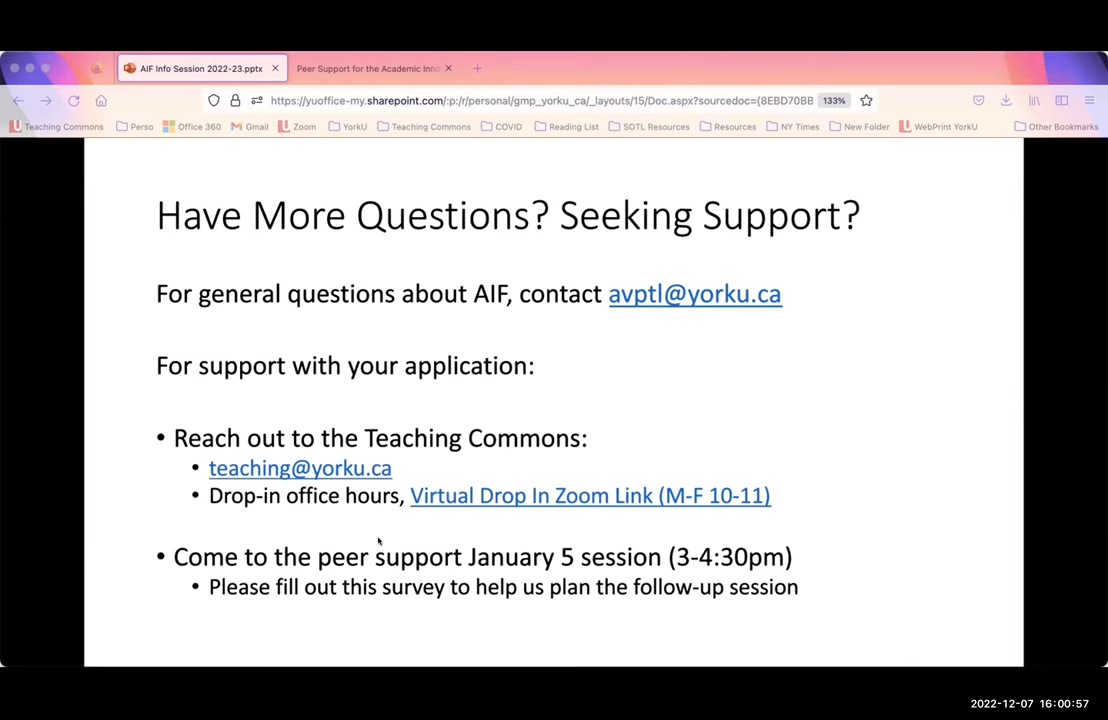 AIF Info Session 2022-23.pptx
Peer Support for the Academic Inno
https://yuoffice-my.sharepoint.com/:p:/r/personal/gmp_yorku_ca/_layouts/15/Doc.aspx?sourcedoc={8EBD70BB
133%
Teaching Commons Perso Office 360 Gmail Zoom YorkU Teaching Commons COVID Reading List SOTL Resources Resources NY Times New Folder WebPrint YorkU Other Bookmarks
Have More Questions? Seeking Support?
For general questions about AIF, contact avptl@yorku.ca
For support with your application:
• Reach out to the Teaching Commons:
• teaching@yorku.ca
• Drop-in office hours, Virtual Drop In Zoom Link (M-F 10-11)
• Come to the peer support January 5 session (3-4:30pm)
• Please fill out this survey to help us plan the follow-up session
2022-12-07 16:00:57